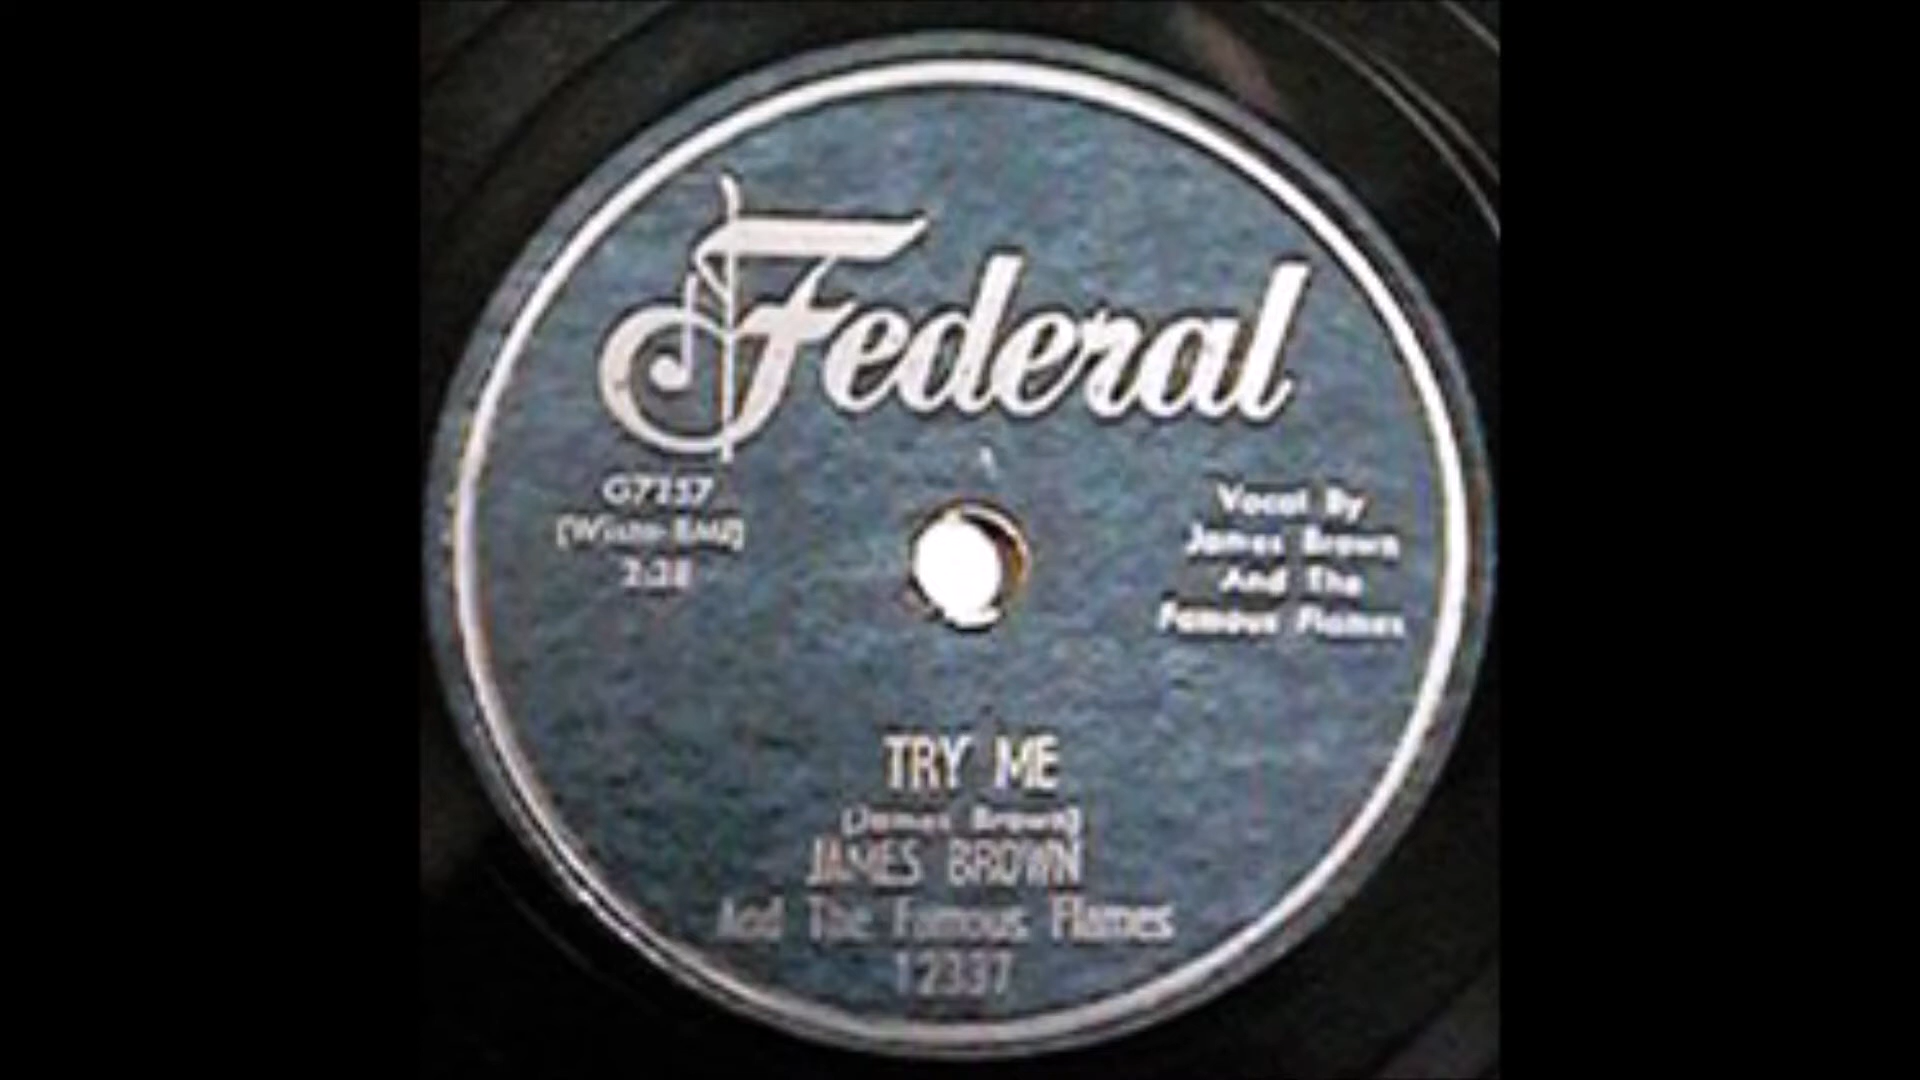 Federal
G7257
(Wisto-BMI)
2:28
Vocal By
James Brown
And The
Famous Flames
TRY ME
(James Brown)
JAMES BROWN
And The Famous Flames
12337